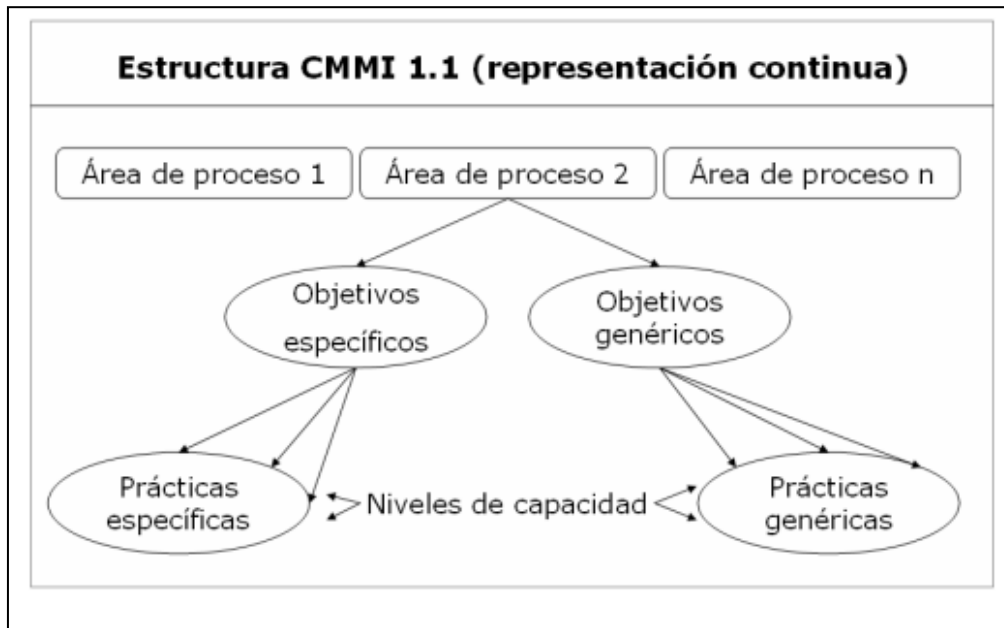 Estructura CMMI 1.1 (representación continua)
Área de proceso 1
Área de proceso 2
Área de proceso n
Objetivos
específicos
Objetivos
genéricos
Prácticas
específicas
Niveles de capacidad
Prácticas
genéricas